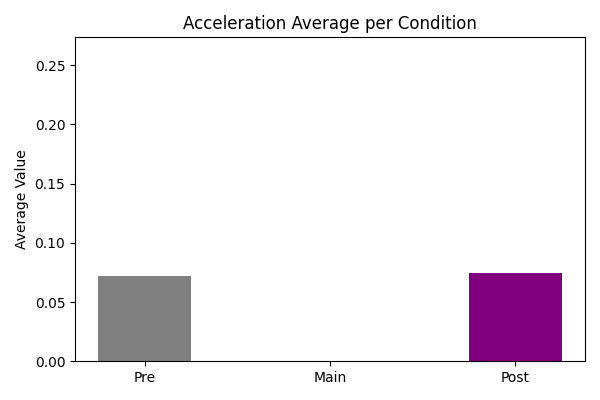 Acceleration Average per Condition
0.25
0.20
0.15
0.10
0.05
0.00
Average Value
Pre
Main
Post